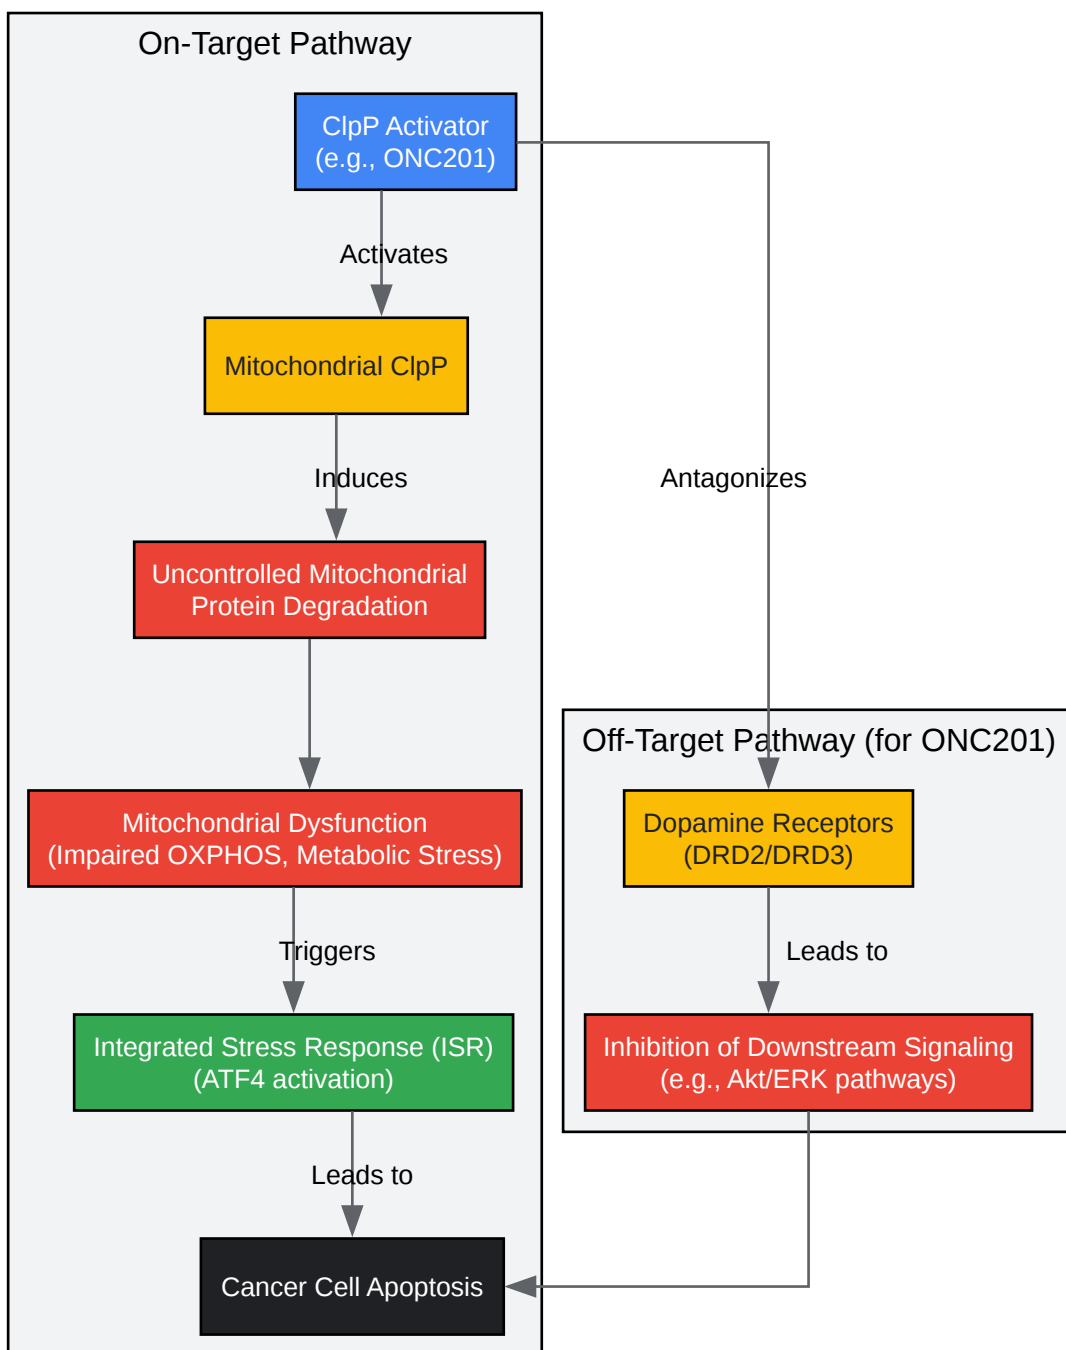 On-Target Pathway
ClpP Activator
(e.g., ONC201)
Activates
Mitochondrial ClpP
Induces
Antagonizes
Uncontrolled Mitochondrial
Protein Degradation
Off-Target Pathway (for ONC201)
Mitochondrial Dysfunction
(Impaired OXPHOS, Metabolic Stress)
Dopamine Receptors
(DRD2/DRD3)
Triggers
Leads to
Integrated Stress Response (ISR)
(ATF4 activation)
Inhibition of Downstream Signaling
(e.g., Akt/ERK pathways)
Leads to
Cancer Cell Apoptosis